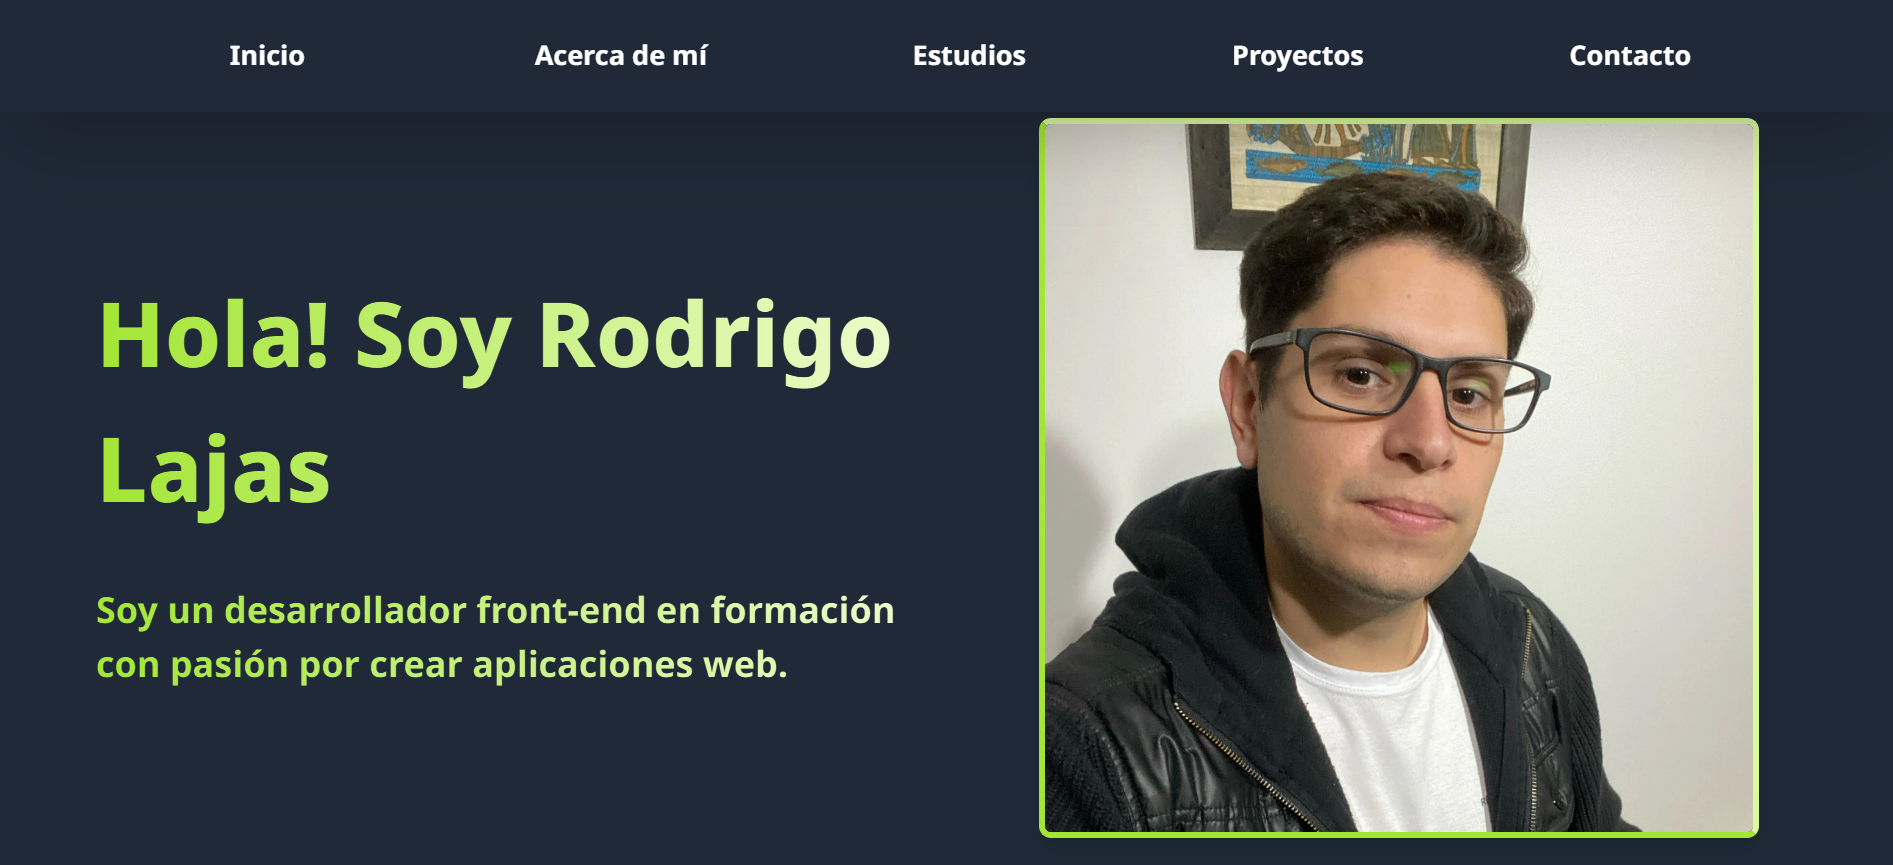 Inicio
Acerca de mí
Estudios
Proyectos
Contacto
Hola! Soy Rodrigo
Lajas
Soy un desarrollador front-end en formación
con pasión por crear aplicaciones web.